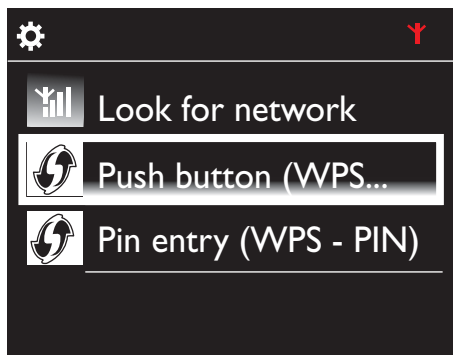 Look for network
Push button (WPS...
Pin entry (WPS - PIN)